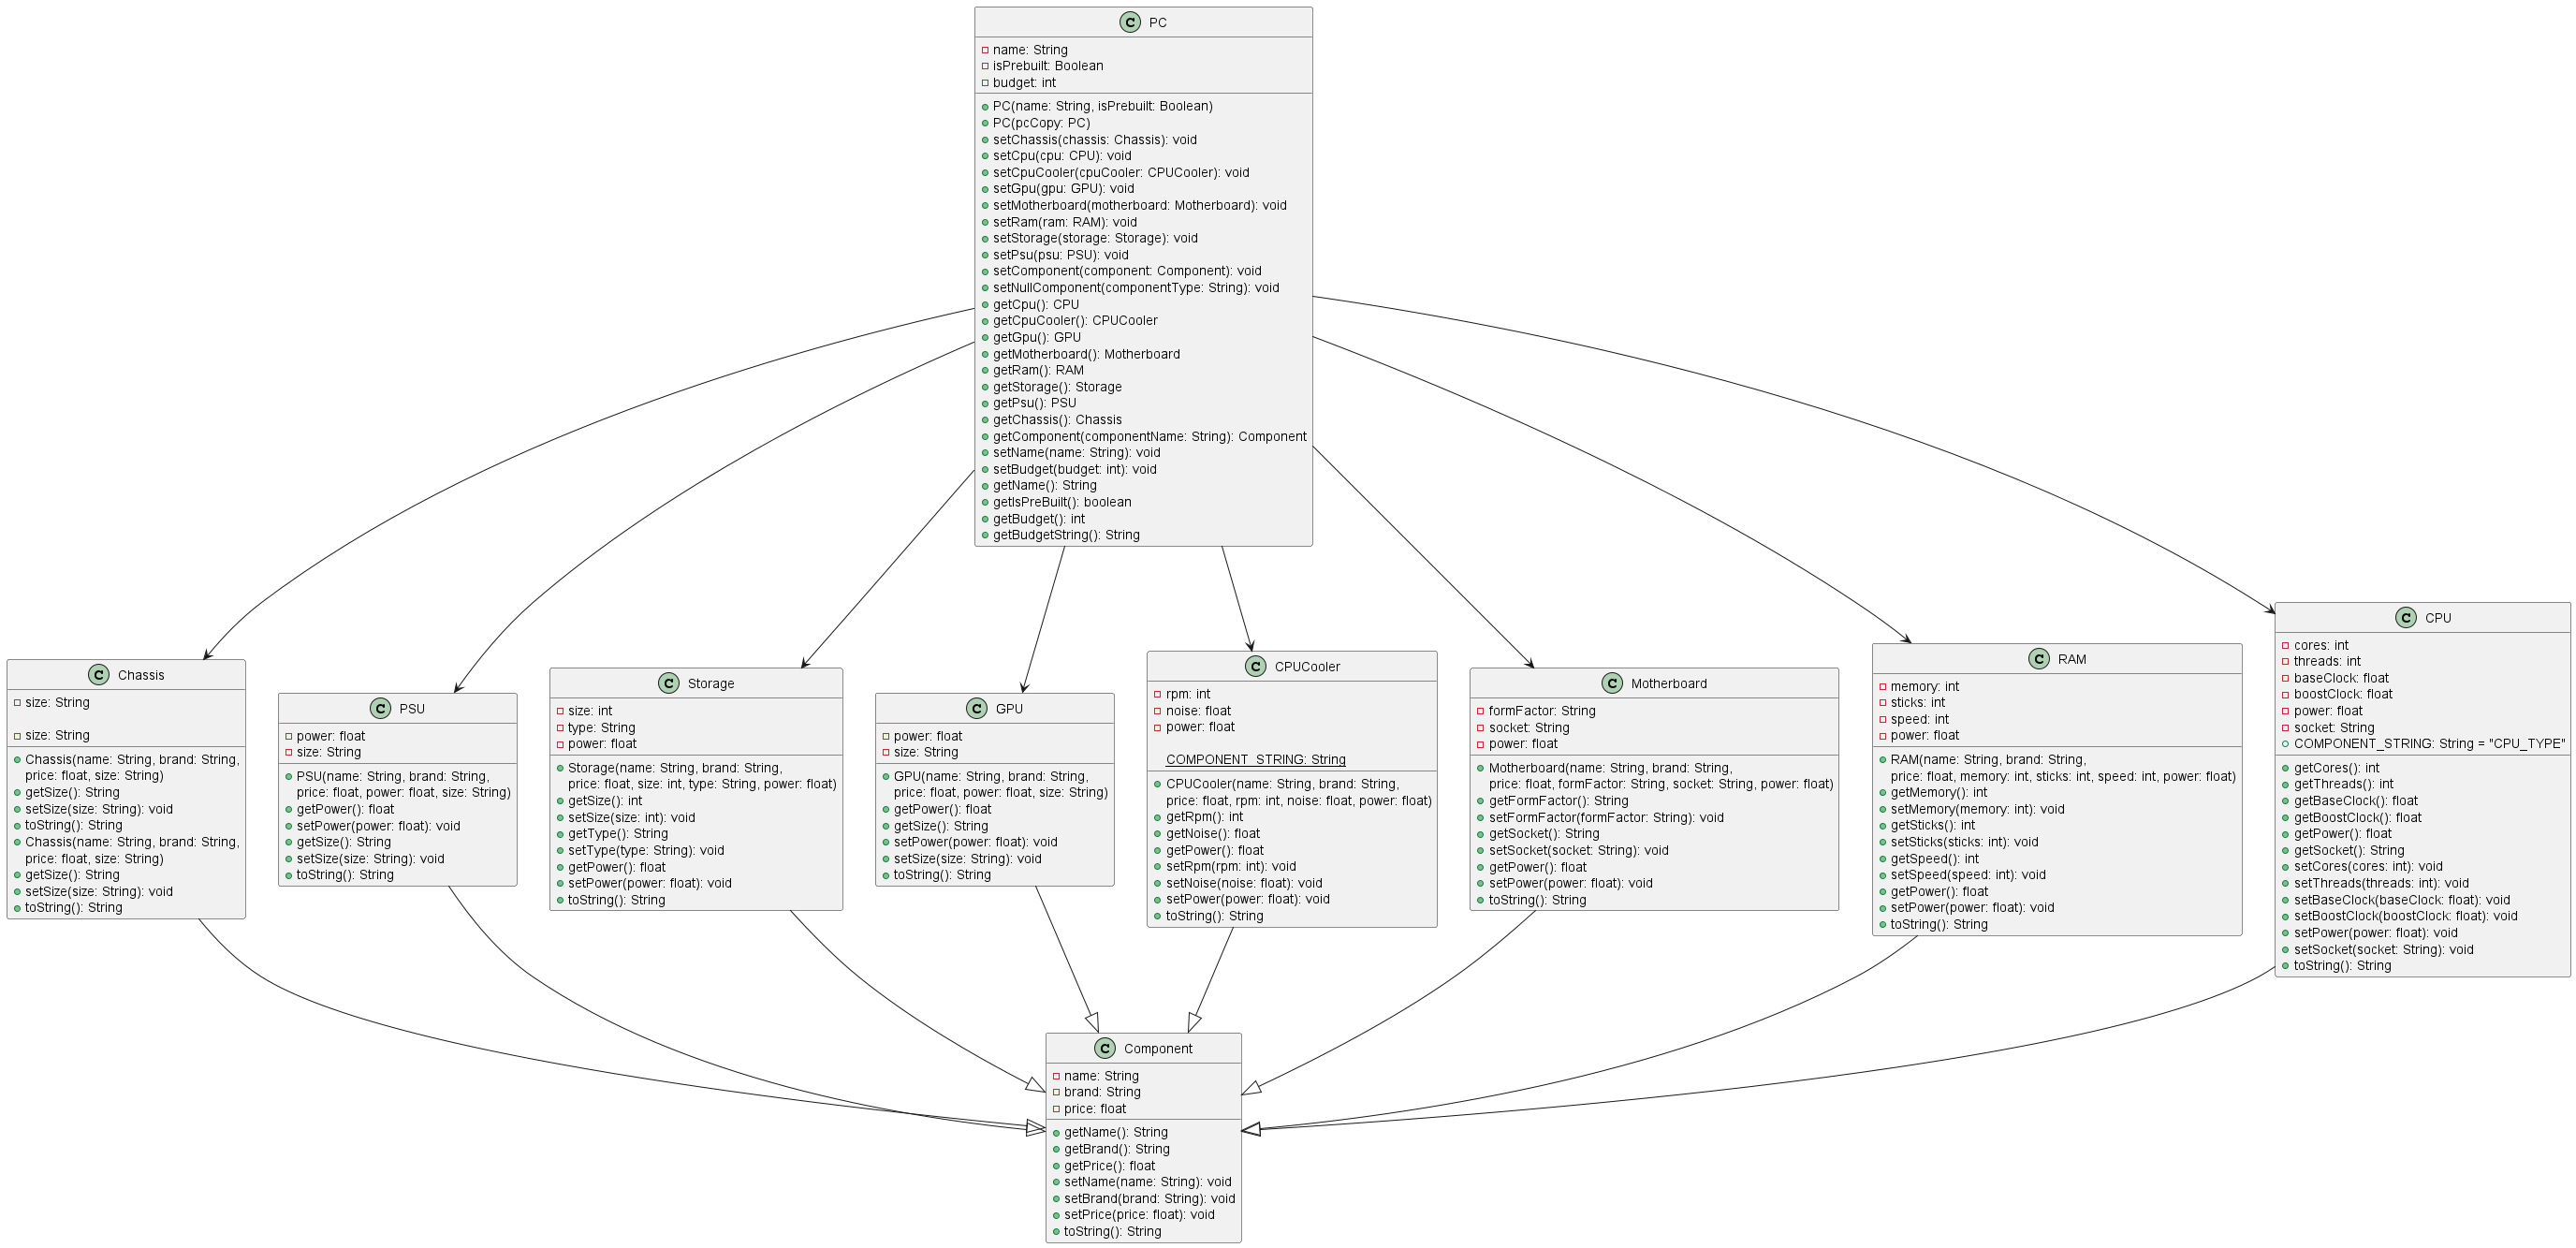 C PC
name: String
isPrebuilt: Boolean
budget: int
PC(name: String, isPrebuilt: Boolean)
PC(pcCopy: PC)
setChassis(chassis: Chassis): void
setCpu(cpu: CPU): void
setCpuCooler(cpuCooler: CPUCooler): void
setGpu(gpu: GPU): void
setMotherboard(motherboard: Motherboard): void
setRam(ram: RAM): void
setStorage(storage: Storage): void
setPsu(psu: PSU): void
setComponent(component: Component): void
setNullComponent(componentType: String): void
getCpu(): CPU
getCpuCooler(): CPUCooler
getGpu(): GPU
getMotherboard(): Motherboard
getRam(): RAM
getStorage(): Storage
getPsu(): PSU
getChassis(): Chassis
getComponent(componentName: String): Component
setName(name: String): void
setBudget(budget: int): void
getName(): String
getIsPreBuilt(): boolean
getBudget(): int
getBudgetString(): String
C Chassis
size: String
size: String
Chassis(name: String, brand: String,
price: float, size: String)
getSize(): String
setSize(size: String): void
toString(): String
Chassis(name: String, brand: String,
price: float, size: String)
getSize(): String
setSize(size: String): void
toString(): String
C PSU
power: float
size: String
PSU(name: String, brand: String,
price: float, power: float, size: String)
getPower(): float
setPower(power: float): void
getSize(): String
setSize(size: String): void
toString(): String
C Storage
size: int
type: String
power: float
Storage(name: String, brand: String,
price: float, size: int, type: String, power: float)
getSize(): int
setSize(size: int): void
getType(): String
setType(type: String): void
getPower(): float
setPower(power: float): void
toString(): String
C GPU
power: float
size: String
GPU(name: String, brand: String,
price: float, power: float, size: String)
getPower(): float
getSize(): String
setPower(power: float): void
setSize(size: String): void
toString(): String
C CPUCooler
rpm: int
noise: float
power: float
COMPONENT_STRING: String
CPUCooler(name: String, brand: String,
price: float, rpm: int, noise: float, power: float)
getRpm(): int
getNoise(): float
getPower(): float
setRpm(rpm: int): void
setNoise(noise: float): void
setPower(power: float): void
toString(): String
C Motherboard
formFactor: String
socket: String
power: float
Motherboard(name: String, brand: String,
price: float, formFactor: String, socket: String, power: float)
getFormFactor(): String
setFormFactor(formFactor: String): void
getSocket(): String
setSocket(socket: String): void
getPower(): float
setPower(power: float): void
toString(): String
C RAM
memory: int
sticks: int
speed: int
power: float
RAM(name: String, brand: String,
price: float, memory: int, sticks: int, speed: int, power: float)
getMemory(): int
setMemory(memory: int): void
getSticks(): int
setSticks(sticks: int): void
getSpeed(): int
setSpeed(speed: int): void
getPower(): float
setPower(power: float): void
toString(): String
C CPU
cores: int
threads: int
baseClock: float
boostClock: float
power: float
socket: String
COMPONENT_STRING: String = "CPU_TYPE"
getCores(): int
getThreads(): int
getBaseClock(): float
getBoostClock(): float
getPower(): float
getSocket(): String
setCores(cores: int): void
setThreads(threads: int): void
setBaseClock(baseClock: float): void
setBoostClock(boostClock: float): void
setPower(power: float): void
setSocket(socket: String): void
toString(): String
C Component
name: String
brand: String
price: float
getName(): String
getBrand(): String
getPrice(): float
setName(name: String): void
setBrand(brand: String): void
setPrice(price: float): void
toString(): String